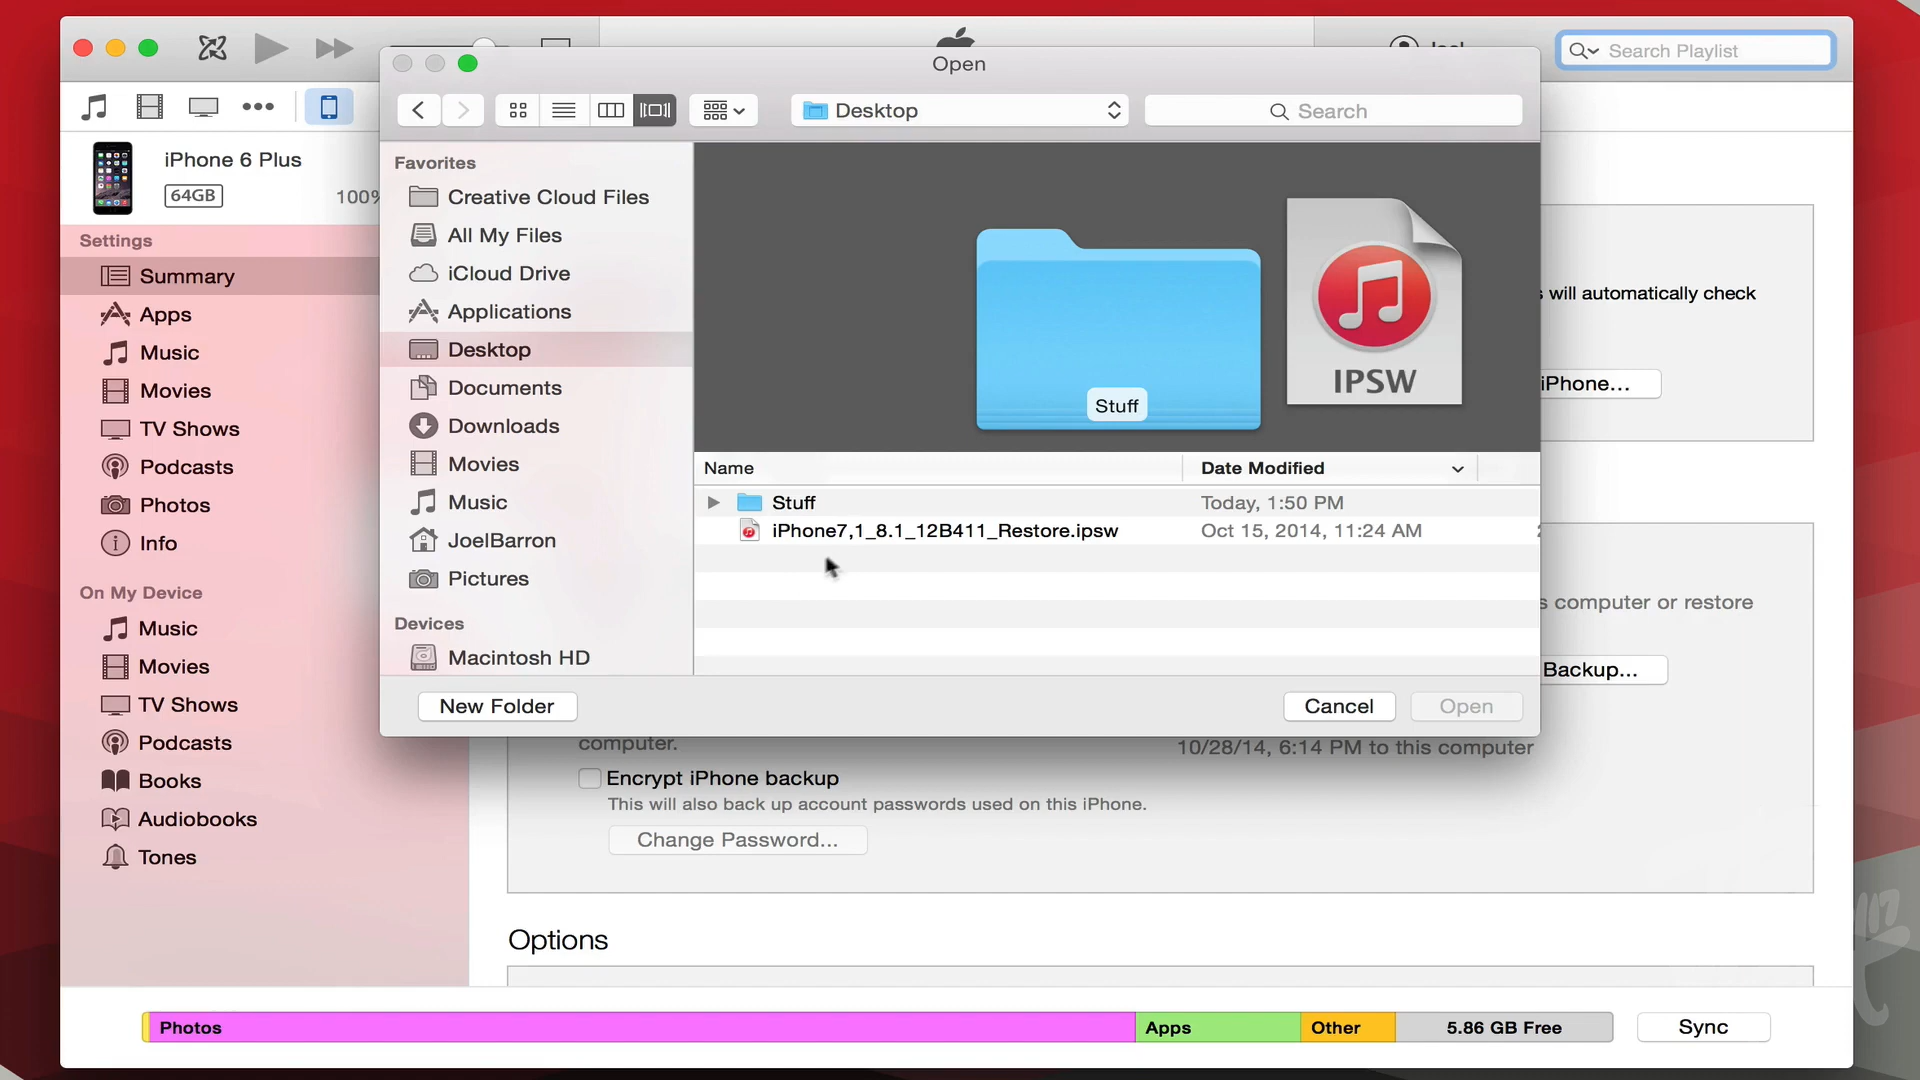 Search Playlist
Open
Desktop
Search
iPhone 6 Plus
64GB
100%
Settings
Summary
Apps
Music
Movies
TV Shows
Podcasts
Photos
Info
On My Device
Music
Movies
TV Shows
Podcasts
Books
Audiobooks
Tones
Favorites
Creative Cloud Files
All My Files
iCloud Drive
Applications
Desktop
Documents
Downloads
Movies
Music
JoelBarron
Pictures
Devices
Macintosh HD
Stuff
IPSW
Name Date Modified
Stuff Today, 1:50 PM
iPhone7,1_8.1_12B411_Restore.ipsw Oct 15, 2014, 11:24 AM
New Folder Cancel Open
will automatically check
iPhone...
computer or restore
Backup...
computer.
10/28/14, 6:14 PM to this computer
Encrypt iPhone backup
This will also back up account passwords used on this iPhone.
Change Password...
Options
Photos Apps Other 5.86 GB Free Sync